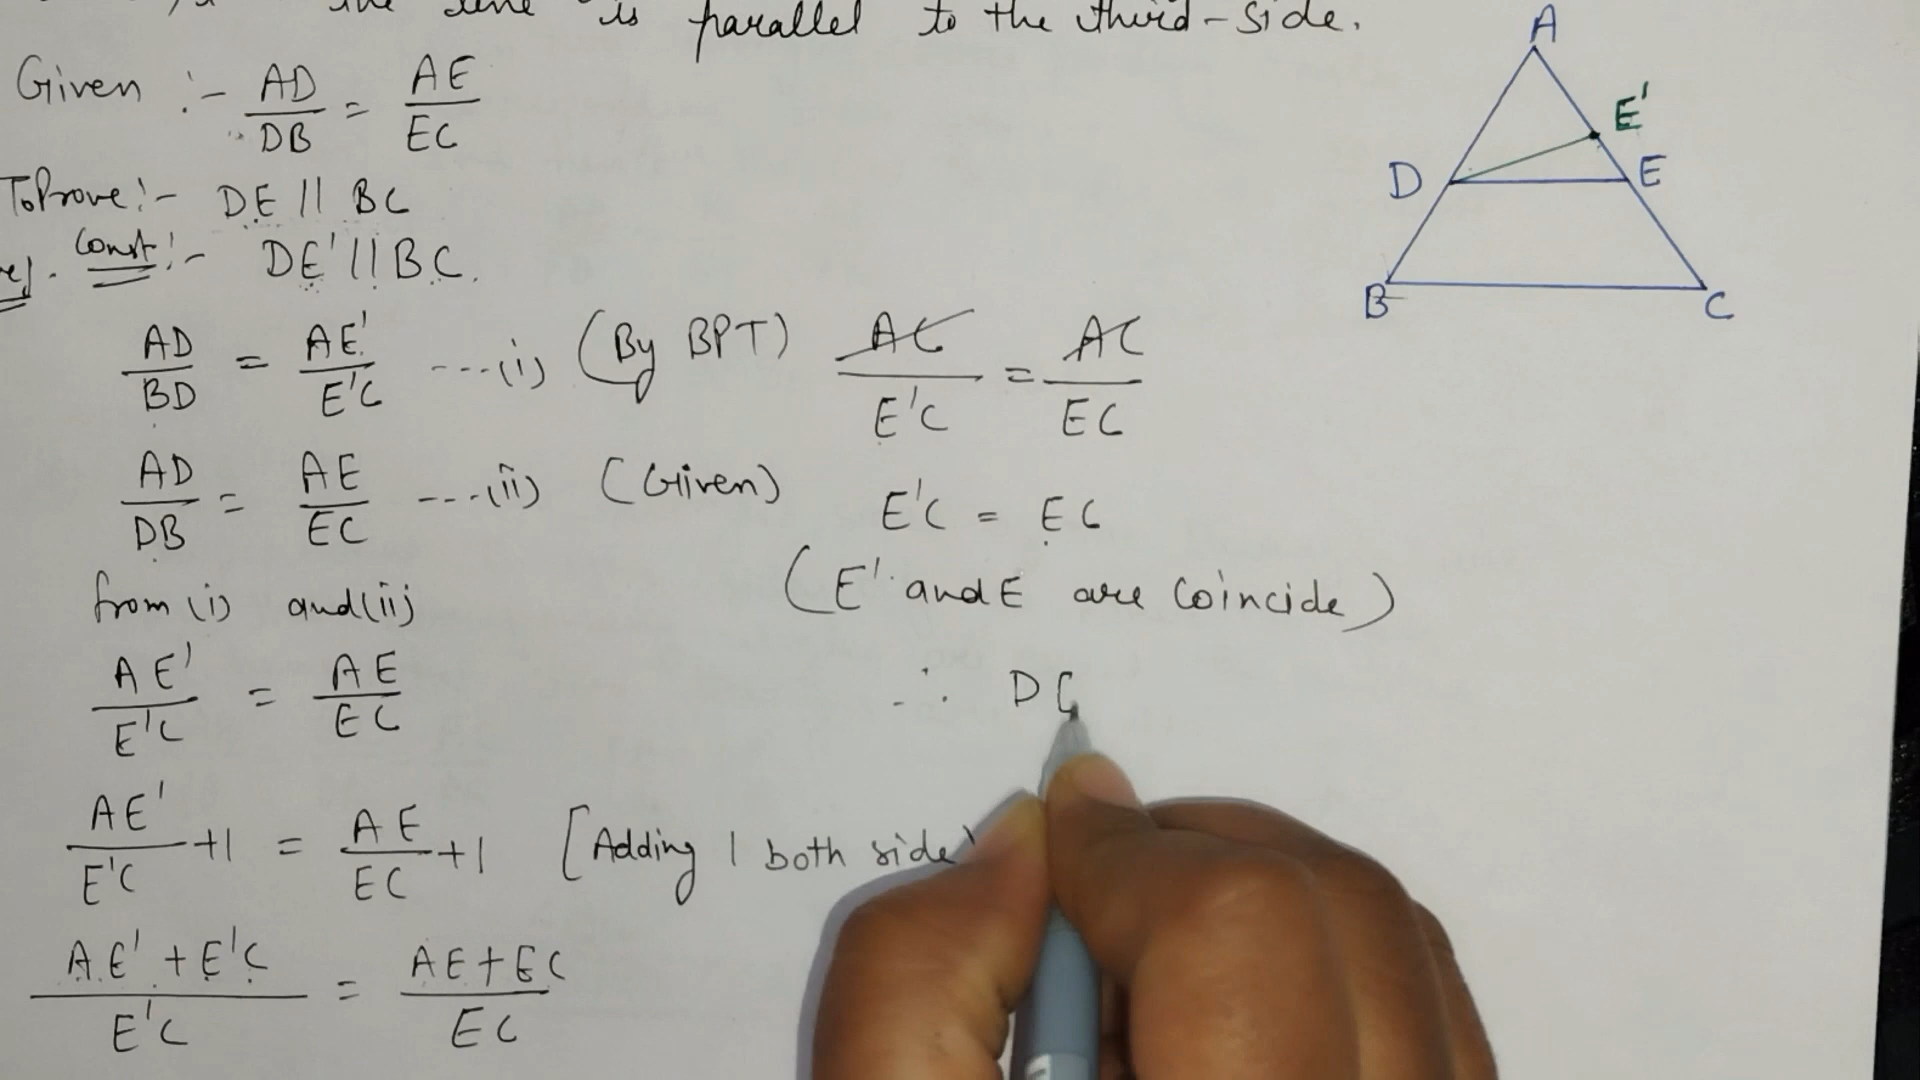 the line is parallel to the third-side.
Given :- AD/DB = AE/EC
To Prove :- DE || BC
Const :- DE' || BC.
AD/BD = AE'/E'C ---(i) (By BPT)
AD/DB = AE/EC ---(ii) (Given)
from (i) and (ii)
AE'/E'C = AE/EC
AE'/E'C +1 = AE/EC +1 [Adding 1 both side
AE' + E'C/E'C = AE+EC/EC
AC/E'C = AC/EC
E'C = EC
(E' and E are coincide)
∴ D
A
E'
D
E
B
C